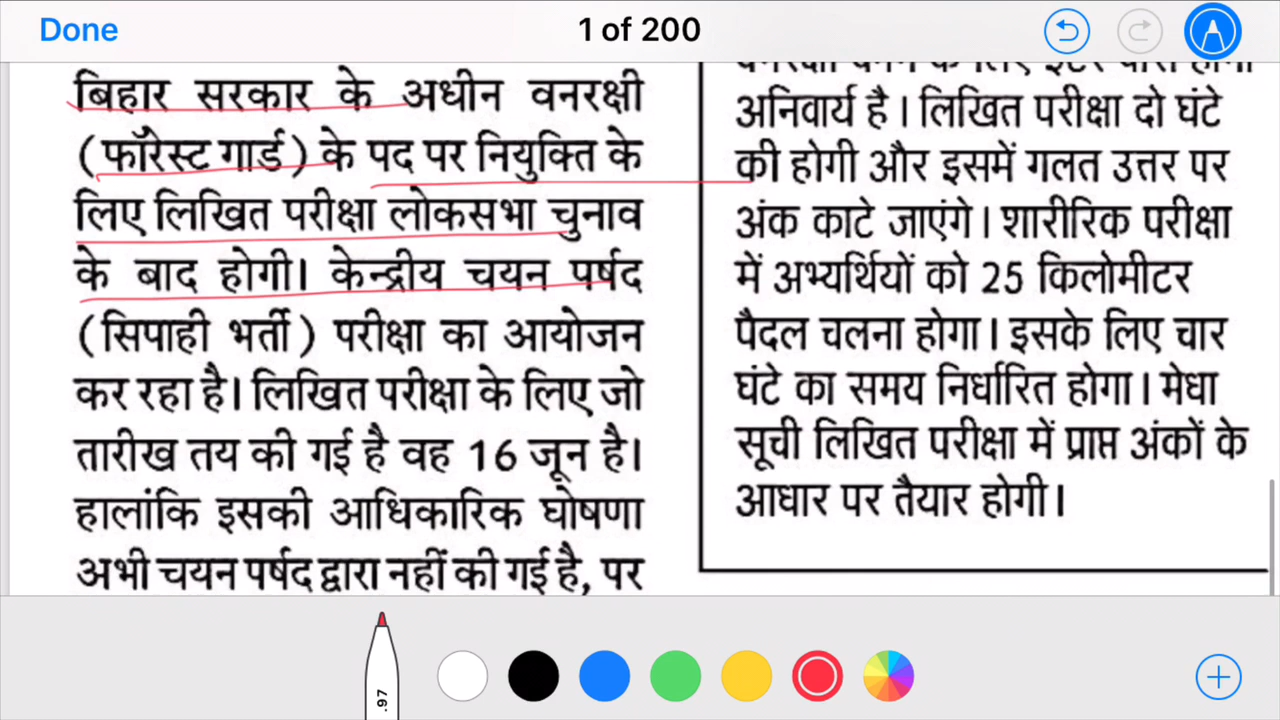 Done
1 of 200
बिहार सरकार के अधीन वनरक्षी
(फॉरेस्ट गार्ड) के पद पर नियुक्ति के
लिए लिखित परीक्षा लोकसभा चुनाव
के बाद होगी। केन्द्रीय चयन पर्षद
(सिपाही भर्ती) परीक्षा का आयोजन
कर रहा है। लिखित परीक्षा के लिए जो
तारीख तय की गई है वह 16 जून है।
हालांकि इसकी आधिकारिक घोषणा
अभी चयन पर्षद द्वारा नहीं की गई है, पर
अनिवार्य है। लिखित परीक्षा दो घंटे
की होगी और इसमें गलत उत्तर पर
अंक काटे जाएंगे। शारीरिक परीक्षा
में अभ्यर्थियों को 25 किलोमीटर
पैदल चलना होगा। इसके लिए चार
घंटे का समय निर्धारित होगा। मेधा
सूची लिखित परीक्षा में प्राप्त अंकों के
आधार पर तैयार होगी।
.97